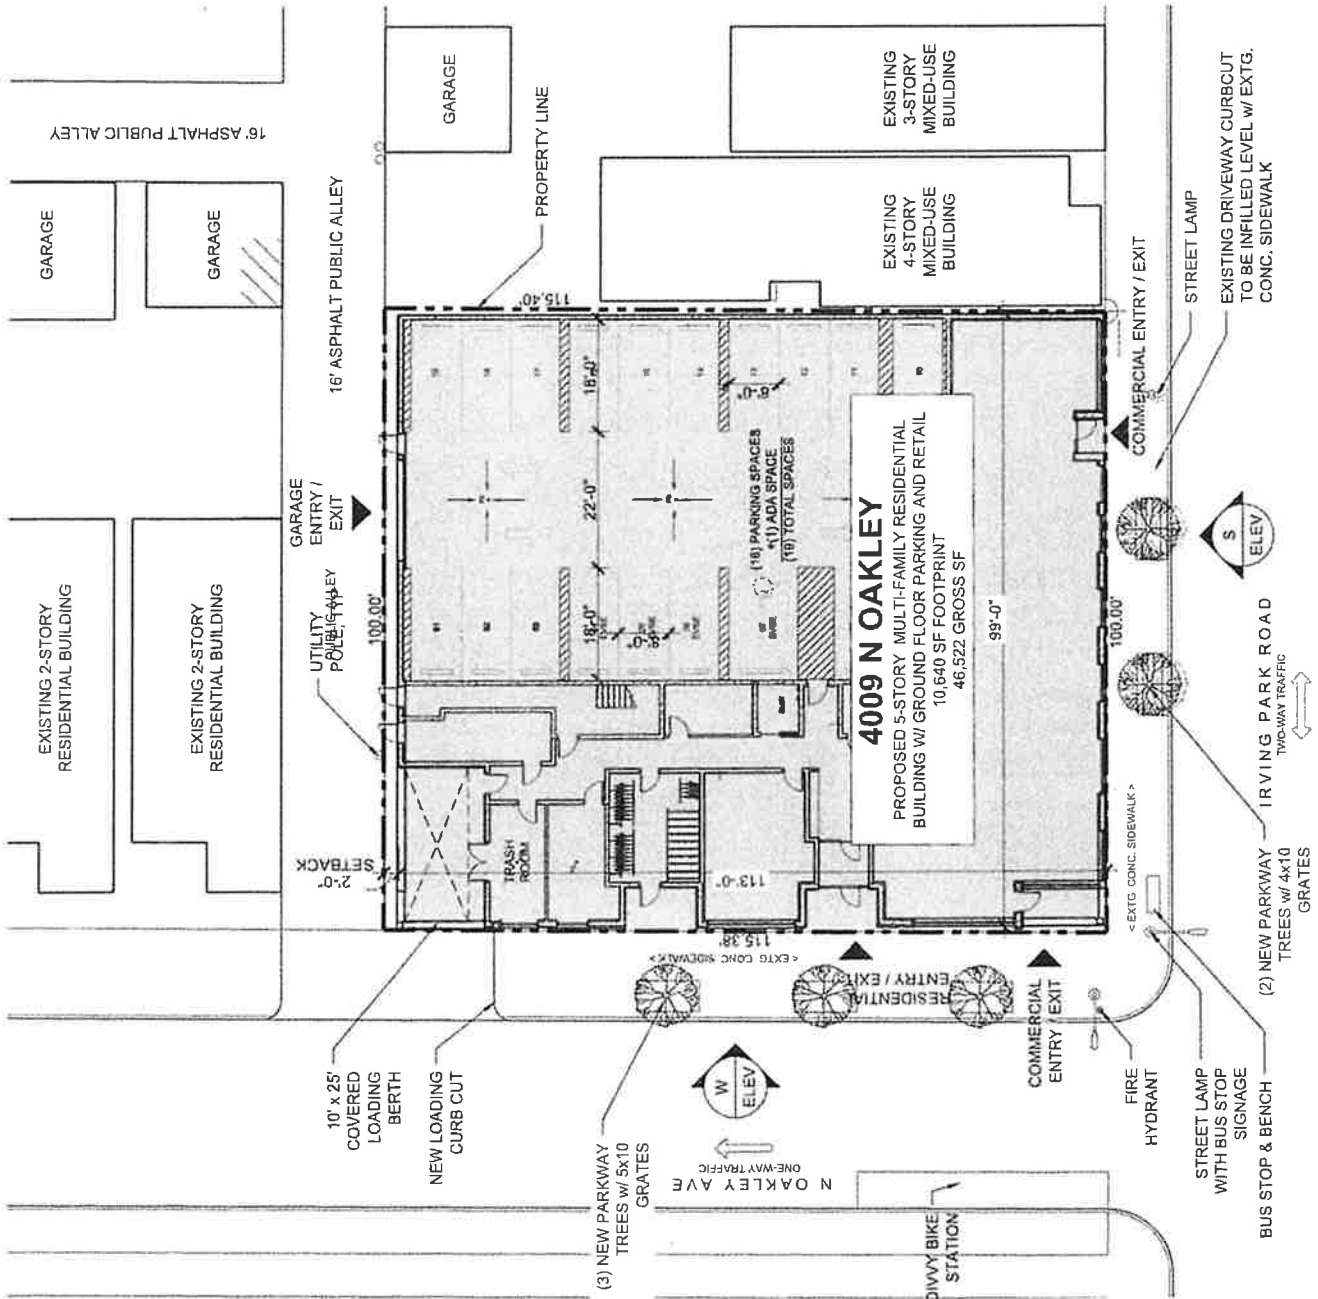 16' ASPHALT PUBLIC ALLEY
GARAGE
GARAGE
GARAGE
16' ASPHALT PUBLIC ALLEY
PROPERTY LINE
EXISTING
3-STORY
MIXED-USE
BUILDING
EXISTING
4-STORY
MIXED-USE
BUILDING
EXISTING 2-STORY
RESIDENTIAL BUILDING
EXISTING 2-STORY
RESIDENTIAL BUILDING
GARAGE
ENTRY /
EXIT
UTILITY
POLE, TYP
100.00'
115.40'
SETBACK
2'-0"
18'-0"
22'-0"
18'-0"
8'-0"
(19) TOTAL SPACES
+(1) ADA SPACE
TRASH
ROOM
113'-0"
115.38'
4009 N OAKLEY
PROPOSED 5-STORY MULTI-FAMILY RESIDENTIAL
BUILDING W/ GROUND FLOOR PARKING AND RETAIL
10,640 SF FOOTPRINT
46,522 GROSS SF
99'-0"
100.00'
COMMERCIAL ENTRY / EXIT
STREET LAMP
EXISTING DRIVEWAY CURBCUT
TO BE INFILLED LEVEL w/ EXTG.
CONC. SIDEWALK
S
ELEV
IRVING PARK ROAD
TWO-WAY TRAFFIC
<EXTG CONC. SIDEWALK>
(2) NEW PARKWAY
TREES w/ 4x10
GRATES
<EXTG CONC SIDEWALK>
RESIDENTIAL
ENTRY / EXIT
COMMERCIAL
ENTRY / EXIT
10' x 25'
COVERED
LOADING
BERTH
NEW LOADING
CURB CUT
(3) NEW PARKWAY
TREES w/ 5x10
GRATES
W
ELEV
N OAKLEY AVE
ONE-WAY TRAFFIC
DIVVY BIKE
STATION
FIRE
HYDRANT
STREET LAMP
WITH BUS STOP
SIGNAGE
BUS STOP & BENCH